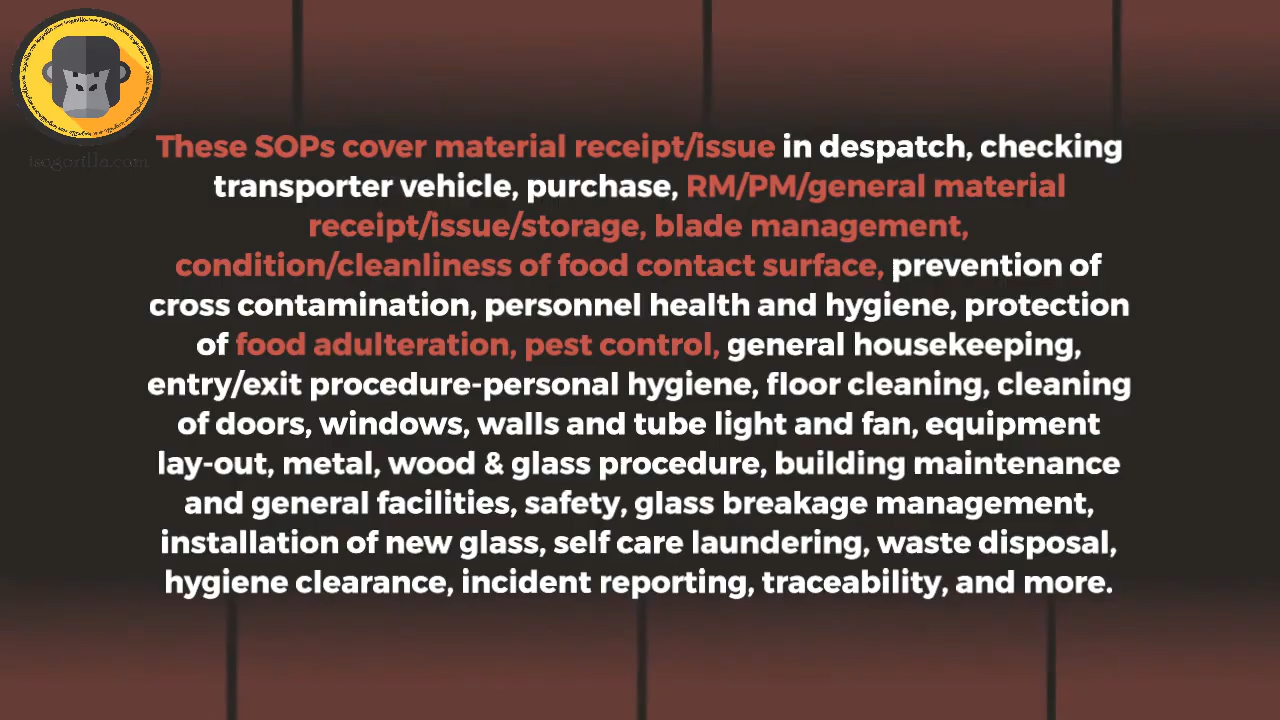 isogorilla.com
These SOPs cover material receipt/issue in despatch, checking
transporter vehicle, purchase, RM/PM/general material
receipt/issue/storage, blade management,
condition/cleanliness of food contact surface, prevention of
cross contamination, personnel health and hygiene, protection
of food adulteration, pest control, general housekeeping,
entry/exit procedure-personal hygiene, floor cleaning, cleaning
of doors, windows, walls and tube light and fan, equipment
lay-out, metal, wood & glass procedure, building maintenance
and general facilities, safety, glass breakage management,
installation of new glass, self care laundering, waste disposal,
hygiene clearance, incident reporting, traceability, and more.